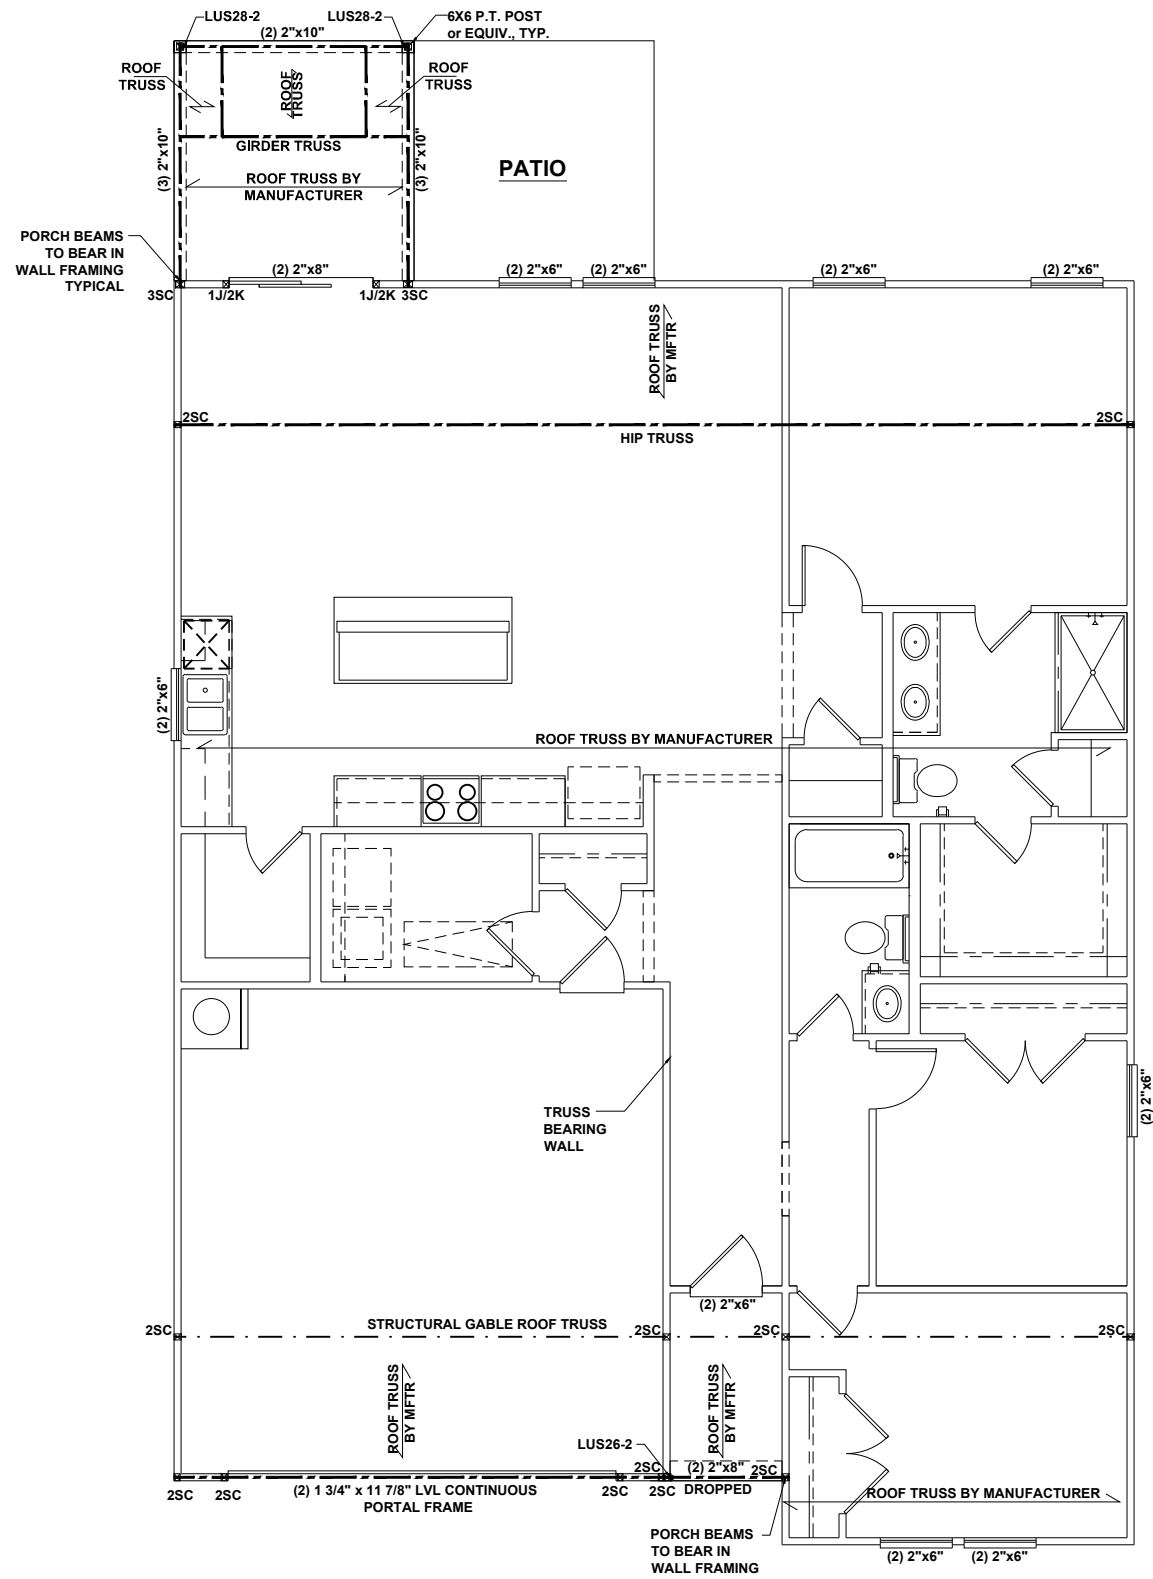 LUS28-2
LUS28-2
6X6 P.T. POST
or EQUIV., TYP.
(2) 2"x10"
ROOF
TRUSS
ROOF
TRUSS
ROOF
TRUSS
(3) 2"x10"
(3) 2"x10"
GIRDER TRUSS
ROOF TRUSS BY
MANUFACTURER
PATIO
PORCH BEAMS
TO BEAR IN
WALL FRAMING
TYPICAL
(2) 2"x8"
(2) 2"x6"
(2) 2"x6"
(2) 2"x6"
(2) 2"x6"
3SC
1J/2K
1J/2K
3SC
ROOF TRUSS
BY MFTR
2SC
2SC
HIP TRUSS
(2) 2"x6"
ROOF TRUSS BY MANUFACTURER
(2) 2"x6"
TRUSS
BEARING
WALL
(2) 2"x6"
STRUCTURAL GABLE ROOF TRUSS
2SC
2SC
2SC
2SC
ROOF TRUSS
BY MFTR
ROOF TRUSS
BY MFTR
LUS26-2
2SC
(2) 2"x8"
2SC
2SC
2SC
(2) 1 3/4" x 11 7/8" LVL CONTINUOUS
PORTAL FRAME
2SC
2SC
DROPPED
ROOF TRUSS BY MANUFACTURER
PORCH BEAMS
TO BEAR IN
WALL FRAMING
(2) 2"x6"
(2) 2"x6"